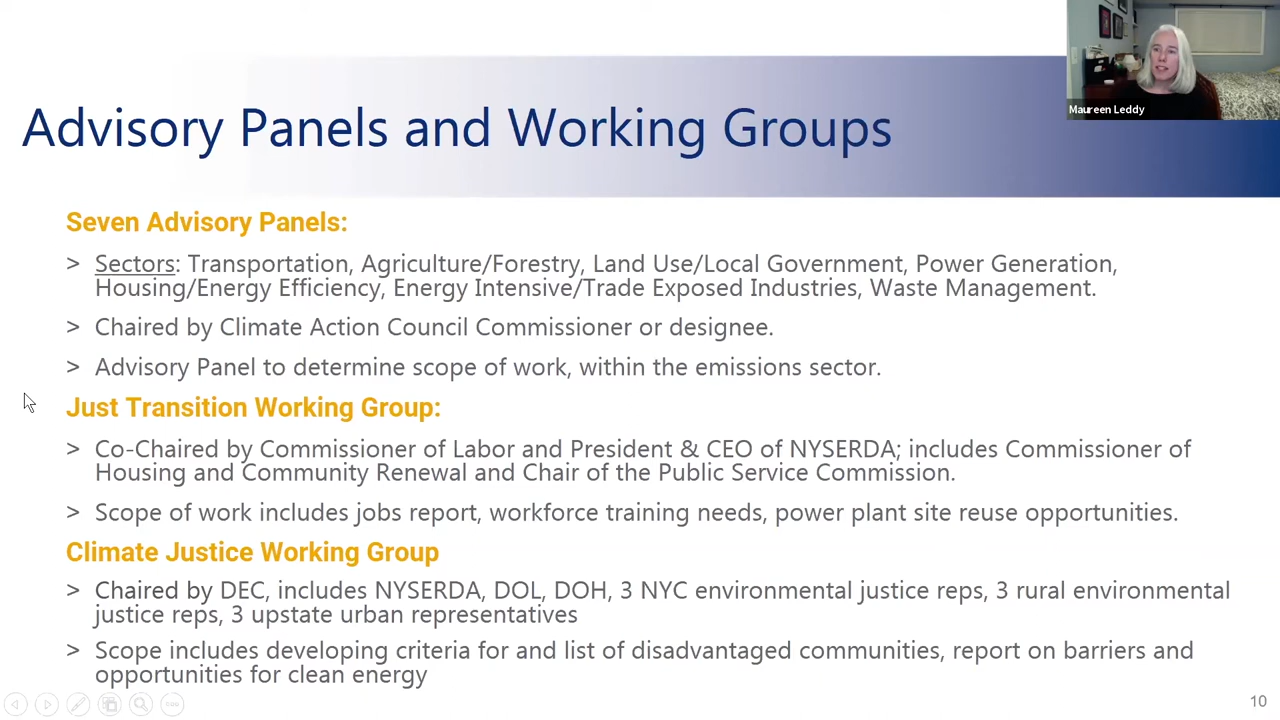 Maureen Leddy
Advisory Panels and Working Groups
Seven Advisory Panels:
> Sectors: Transportation, Agriculture/Forestry, Land Use/Local Government, Power Generation,
Housing/Energy Efficiency, Energy Intensive/Trade Exposed Industries, Waste Management.
> Chaired by Climate Action Council Commissioner or designee.
> Advisory Panel to determine scope of work, within the emissions sector.
Just Transition Working Group:
> Co-Chaired by Commissioner of Labor and President & CEO of NYSERDA; includes Commissioner of
Housing and Community Renewal and Chair of the Public Service Commission.
> Scope of work includes jobs report, workforce training needs, power plant site reuse opportunities.
Climate Justice Working Group
> Chaired by DEC, includes NYSERDA, DOL, DOH, 3 NYC environmental justice reps, 3 rural environmental
justice reps, 3 upstate urban representatives
> Scope includes developing criteria for and list of disadvantaged communities, report on barriers and
opportunities for clean energy
10